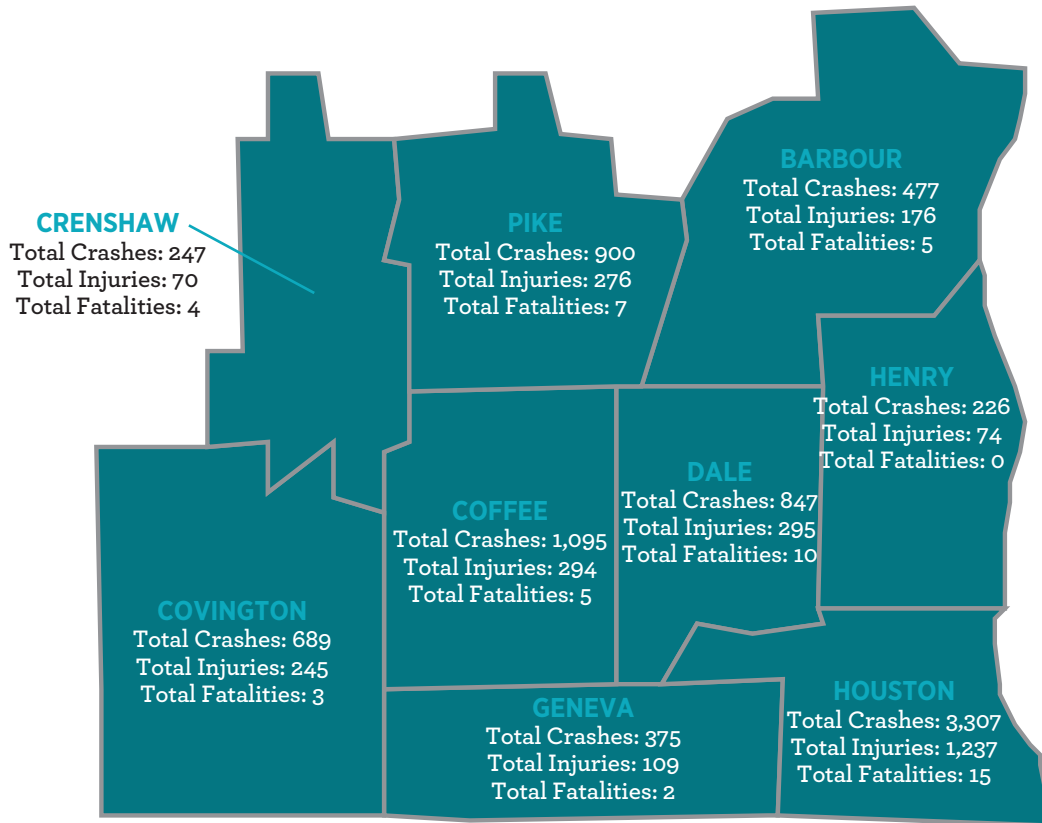 BARBOUR
Total Crashes: 477
Total Injuries: 176
Total Fatalities: 5
CRENSHAW
Total Crashes: 247
Total Injuries: 70
Total Fatalities: 4
PIKE
Total Crashes: 900
Total Injuries: 276
Total Fatalities: 7
HENRY
Total Crashes: 226
Total Injuries: 74
Total Fatalities: 0
DALE
Total Crashes: 847
Total Injuries: 295
Total Fatalities: 10
COFFEE
Total Crashes: 1,095
Total Injuries: 294
Total Fatalities: 5
COVINGTON
Total Crashes: 689
Total Injuries: 245
Total Fatalities: 3
GENEVA
Total Crashes: 375
Total Injuries: 109
Total Fatalities: 2
HOUSTON
Total Crashes: 3,307
Total Injuries: 1,237
Total Fatalities: 15